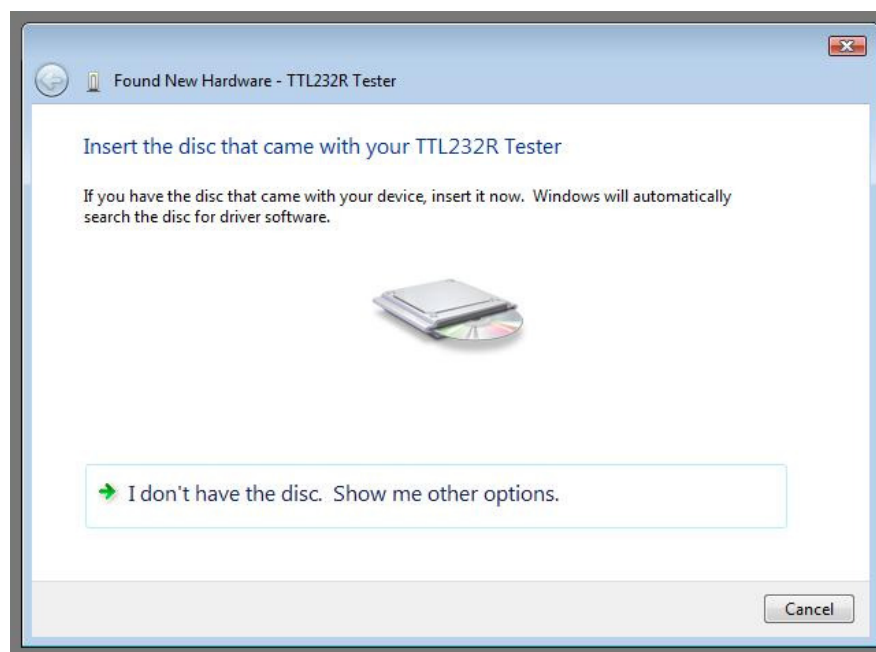 Found New Hardware - TTL232R Tester
Insert the disc that came with your TTL232R Tester
If you have the disc that came with your device, insert it now.  Windows will automatically
search the disc for driver software.
I don't have the disc.  Show me other options.
Cancel